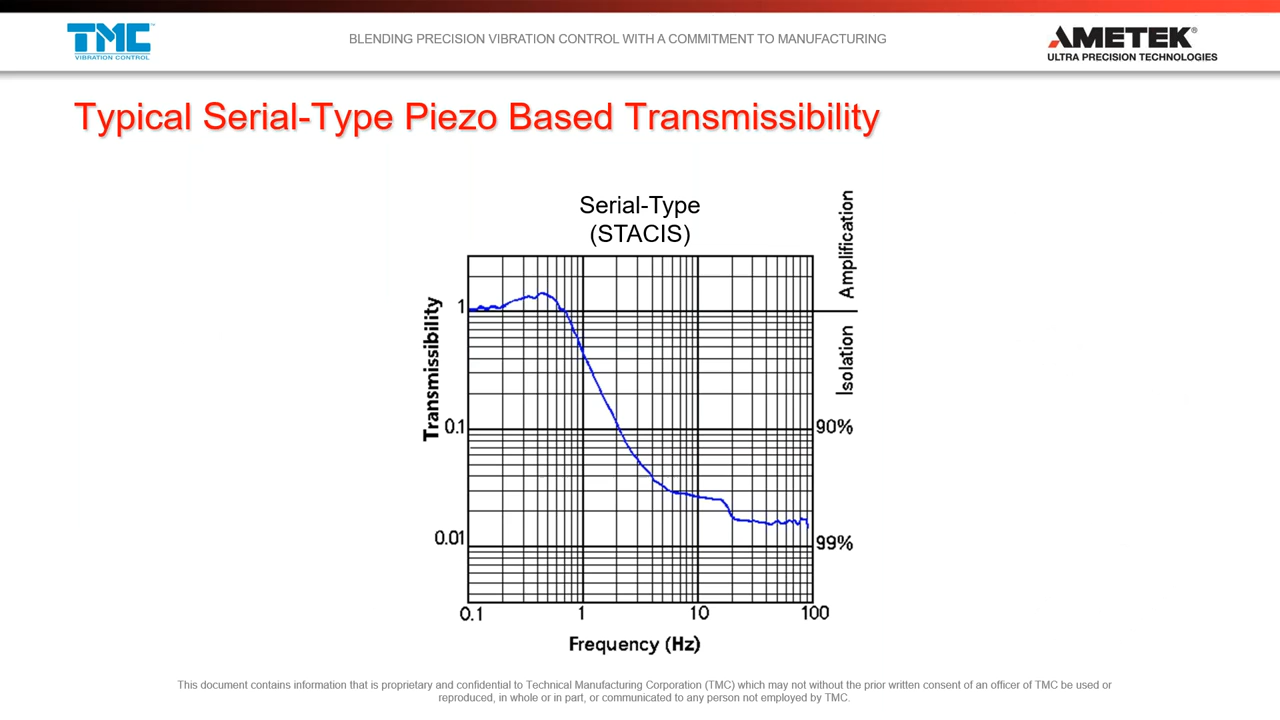 TMC™
VIBRATION CONTROL
BLENDING PRECISION VIBRATION CONTROL WITH A COMMITMENT TO MANUFACTURING
AMETEK®
ULTRA PRECISION TECHNOLOGIES
Typical Serial-Type Piezo Based Transmissibility
Serial-Type
(STACIS)
Amplification
Isolation
Transmissibility
1
0.1
0.01
90%
99%
0.1 1 10 100
Frequency (Hz)
This document contains information that is proprietary and confidential to Technical Manufacturing Corporation (TMC) which may not without the prior written consent of an officer of TMC be used or
reproduced, in whole or in part, or communicated to any person not employed by TMC.